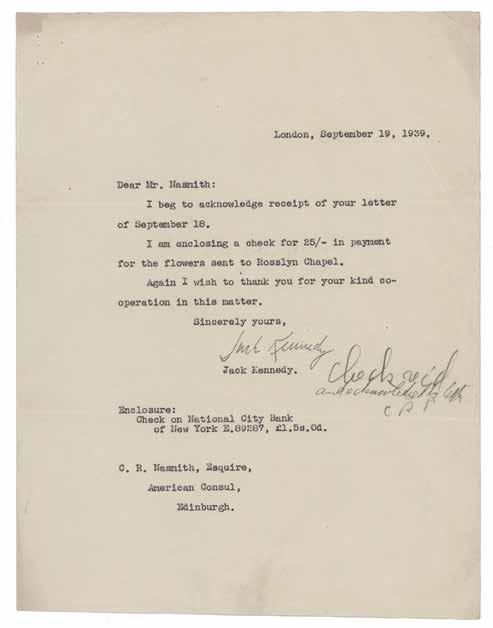 London, September 19, 1939.
Dear Mr. Nasmith:
I beg to acknowledge receipt of your letter
of September 18.
I am enclosing a check for 25/- in payment
for the flowers sent to Rosslyn Chapel.
Again I wish to thank you for your kind co-
operation in this matter.
Sincerely yours,
Jack Kennedy
Jack Kennedy.
Check rec'd
and acknowledged by
Enclosure:
Check on National City Bank
of New York E.89287, £1.5s.0d.
C. R. Nasmith, Esquire,
American Consul,
Edinburgh.